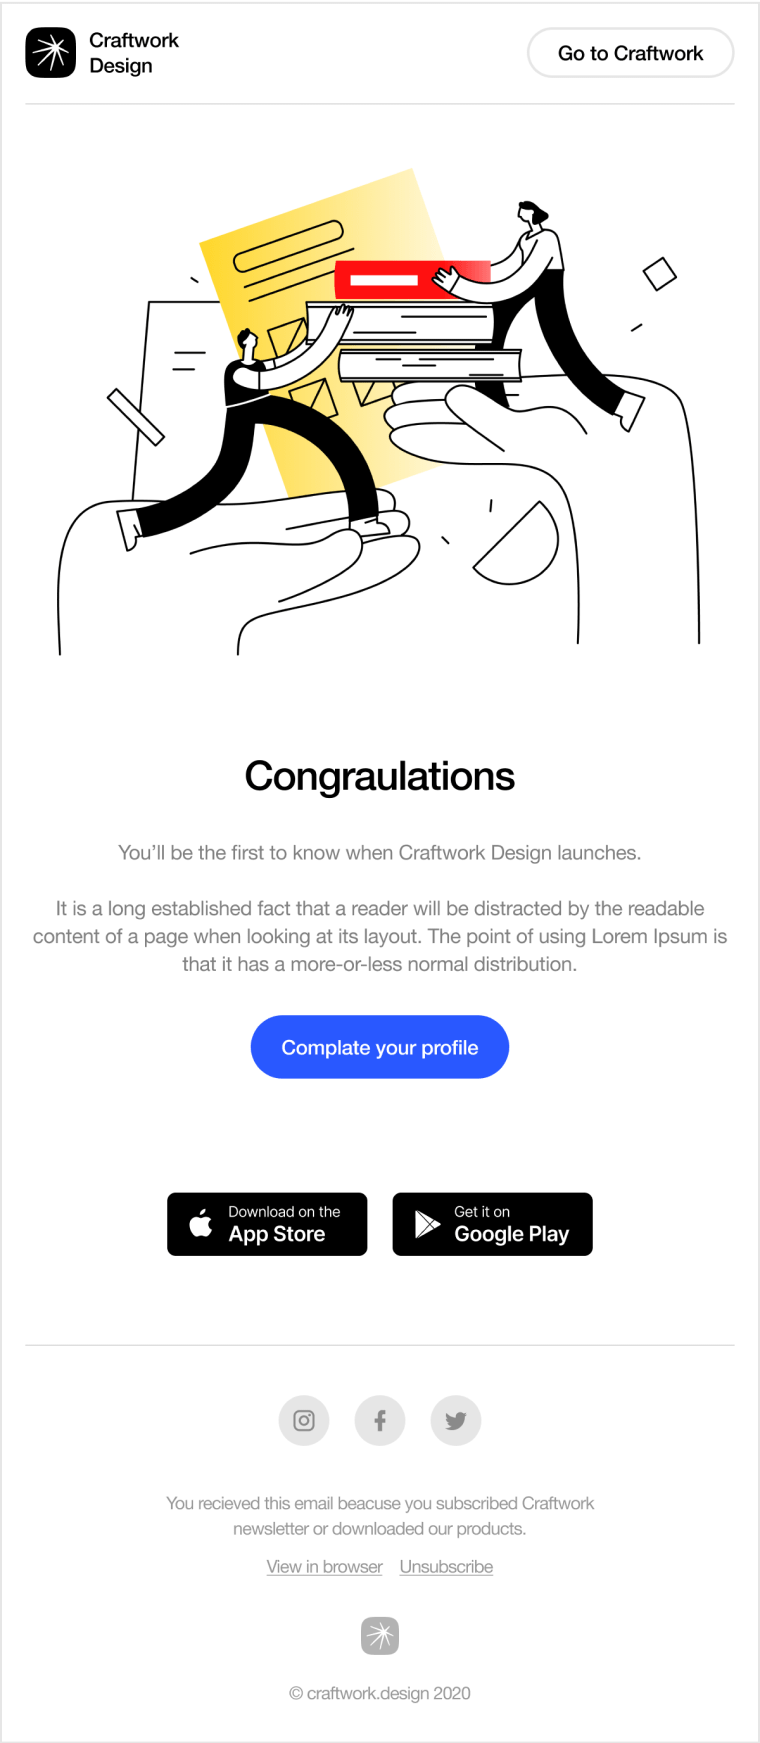 Craftwork
Design
Go to Craftwork
Congraulations
You’ll be the first to know when Craftwork Design launches.
It is a long established fact that a reader will be distracted by the readable
content of a page when looking at its layout. The point of using Lorem Ipsum is
that it has a more-or-less normal distribution.
Complate your profile
Download on the
App Store
Get it on
Google Play
You recieved this email beacuse you subscribed Craftwork
newsletter or downloaded our products.
View in browser Unsubscribe
© craftwork.design 2020